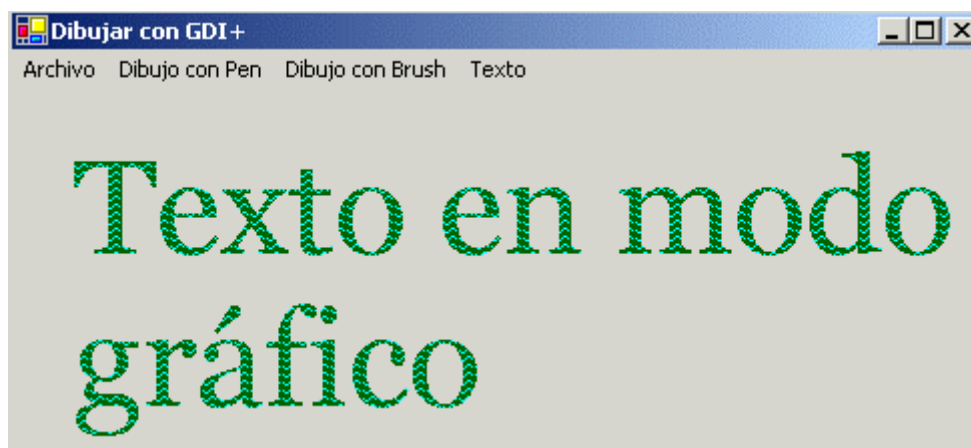 Dibujar con GDI+
Archivo Dibujo con Pen Dibujo con Brush Texto
Texto en modo
gráfico